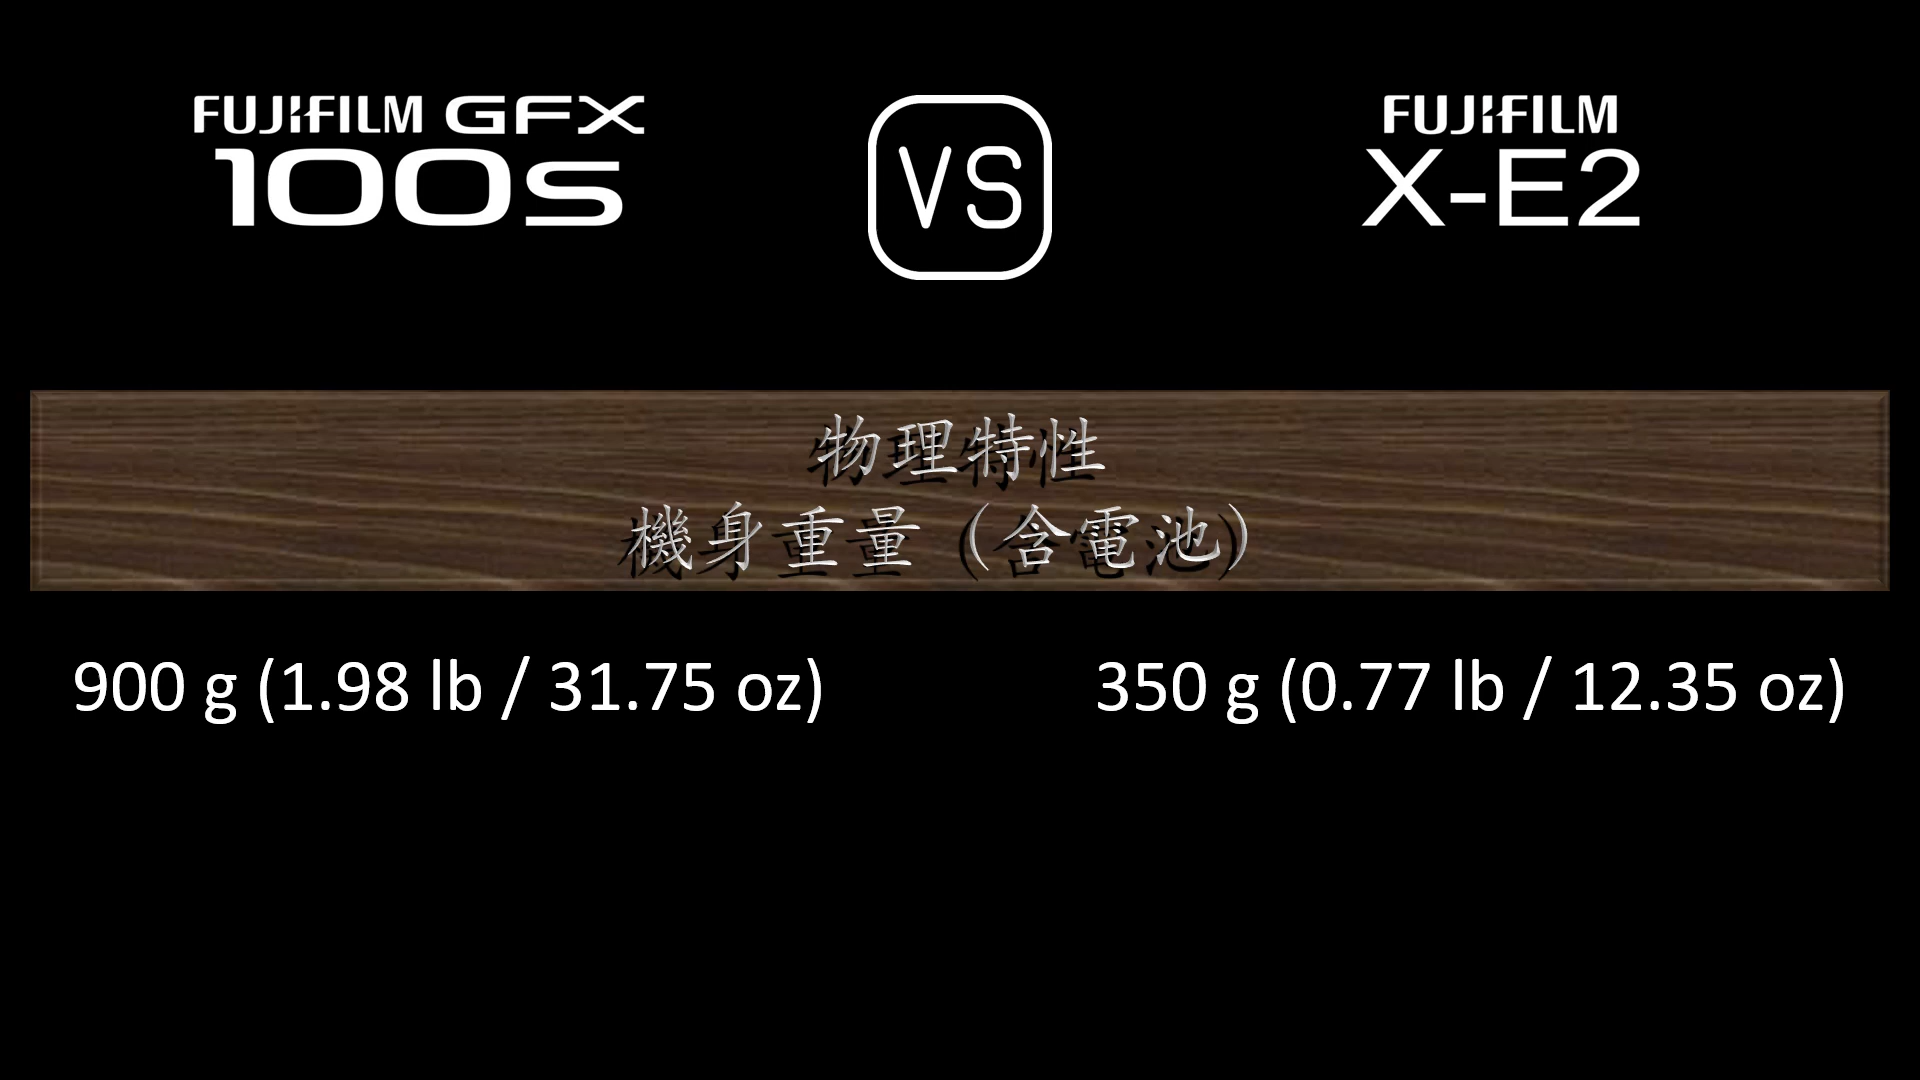 FUJIFILM GFX
100S
VS
FUJIFILM
X-E2
物理特性
機身重量 (含電池)
900 g (1.98 lb / 31.75 oz)
350 g (0.77 lb / 12.35 oz)